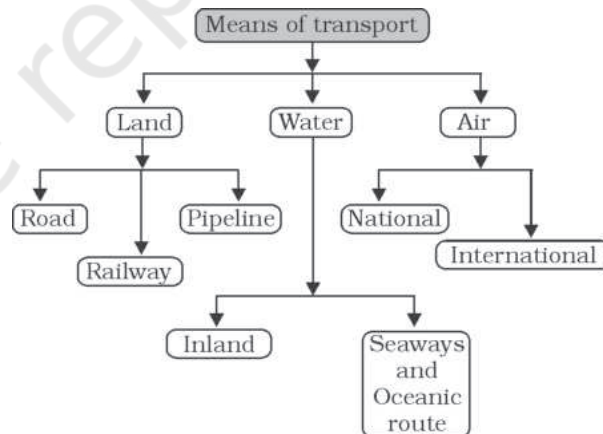 Means of transport
Land
Water
Air
Road
Pipeline
National
Railway
International
Inland
Seaways
and
Oceanic
route